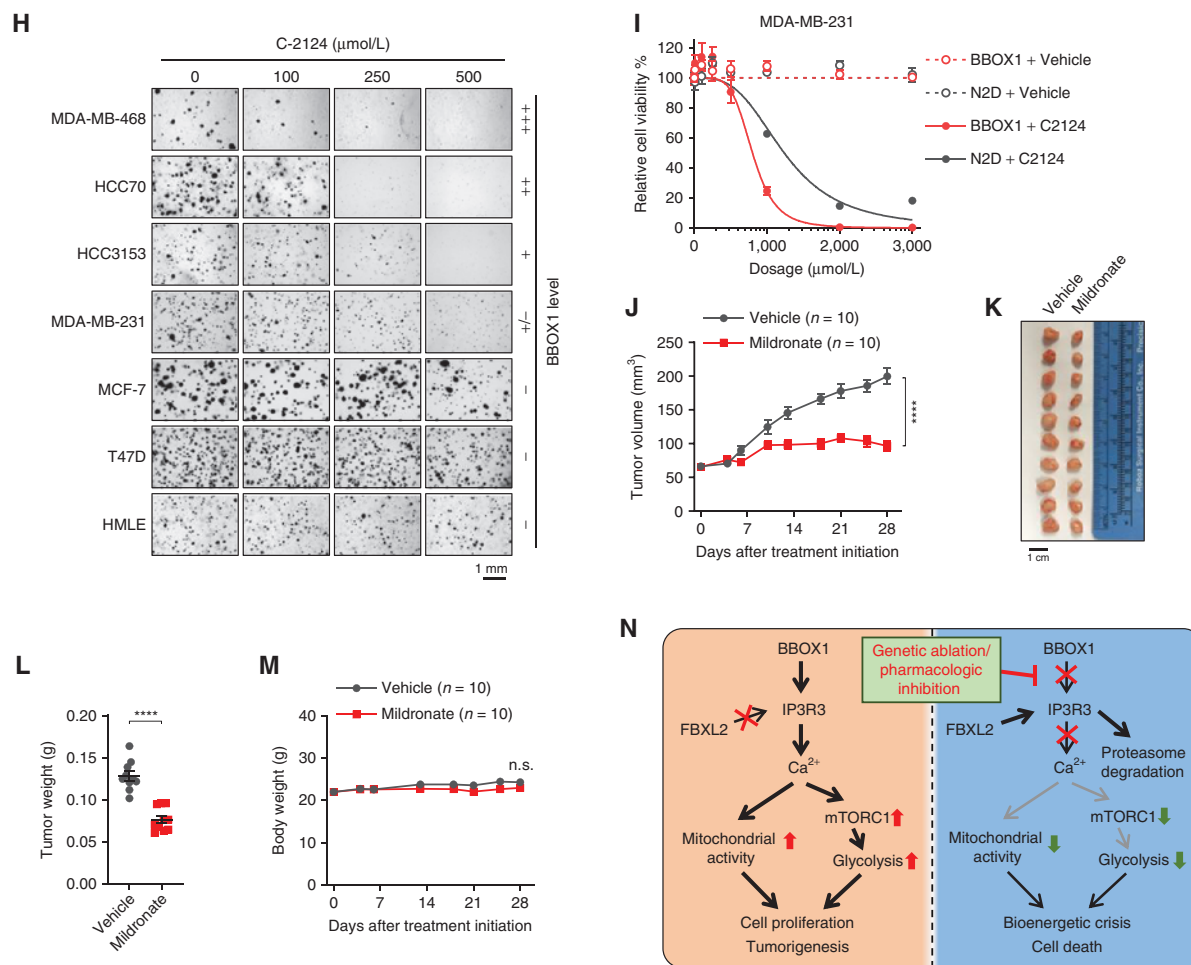 H
C-2124 (μmol/L)
0 100 250 500
MDA-MB-468 +++
HCC70 ++
HCC3153 +
MDA-MB-231 +/−
MCF-7 −
T47D −
HMLE −
BBOX1 level
1 mm
I
MDA-MB-231
Relative cell viability %
120
100
80
60
40
20
0
0 1,000 2,000 3,000
Dosage (μmol/L)
BBOX1 + Vehicle
N2D + Vehicle
BBOX1 + C2124
N2D + C2124
J
Vehicle (n = 10)
Mildronate (n = 10)
Tumor volume (mm³)
250
200
150
100
50
0
****
0 7 14 21 28
Days after treatment initiation
K
Vehicle
Mildronate
1 cm
L
Tumor weight (g)
0.20
0.15
0.10
0.05
0.00
****
Vehicle
Mildronate
M
Vehicle (n = 10)
Mildronate (n = 10)
Body weight (g)
40
30
20
10
0
n.s.
0 7 14 21 28
Days after treatment initiation
N
BBOX1
FBXL2
IP3R3
Ca²⁺
Mitochondrial
activity
mTORC1
Glycolysis
Cell proliferation
Tumorigenesis
Genetic ablation/
pharmacologic
inhibition
BBOX1
FBXL2
IP3R3
Proteasome
degradation
Ca²⁺
Mitochondrial
activity
mTORC1
Glycolysis
Bioenergetic crisis
Cell death